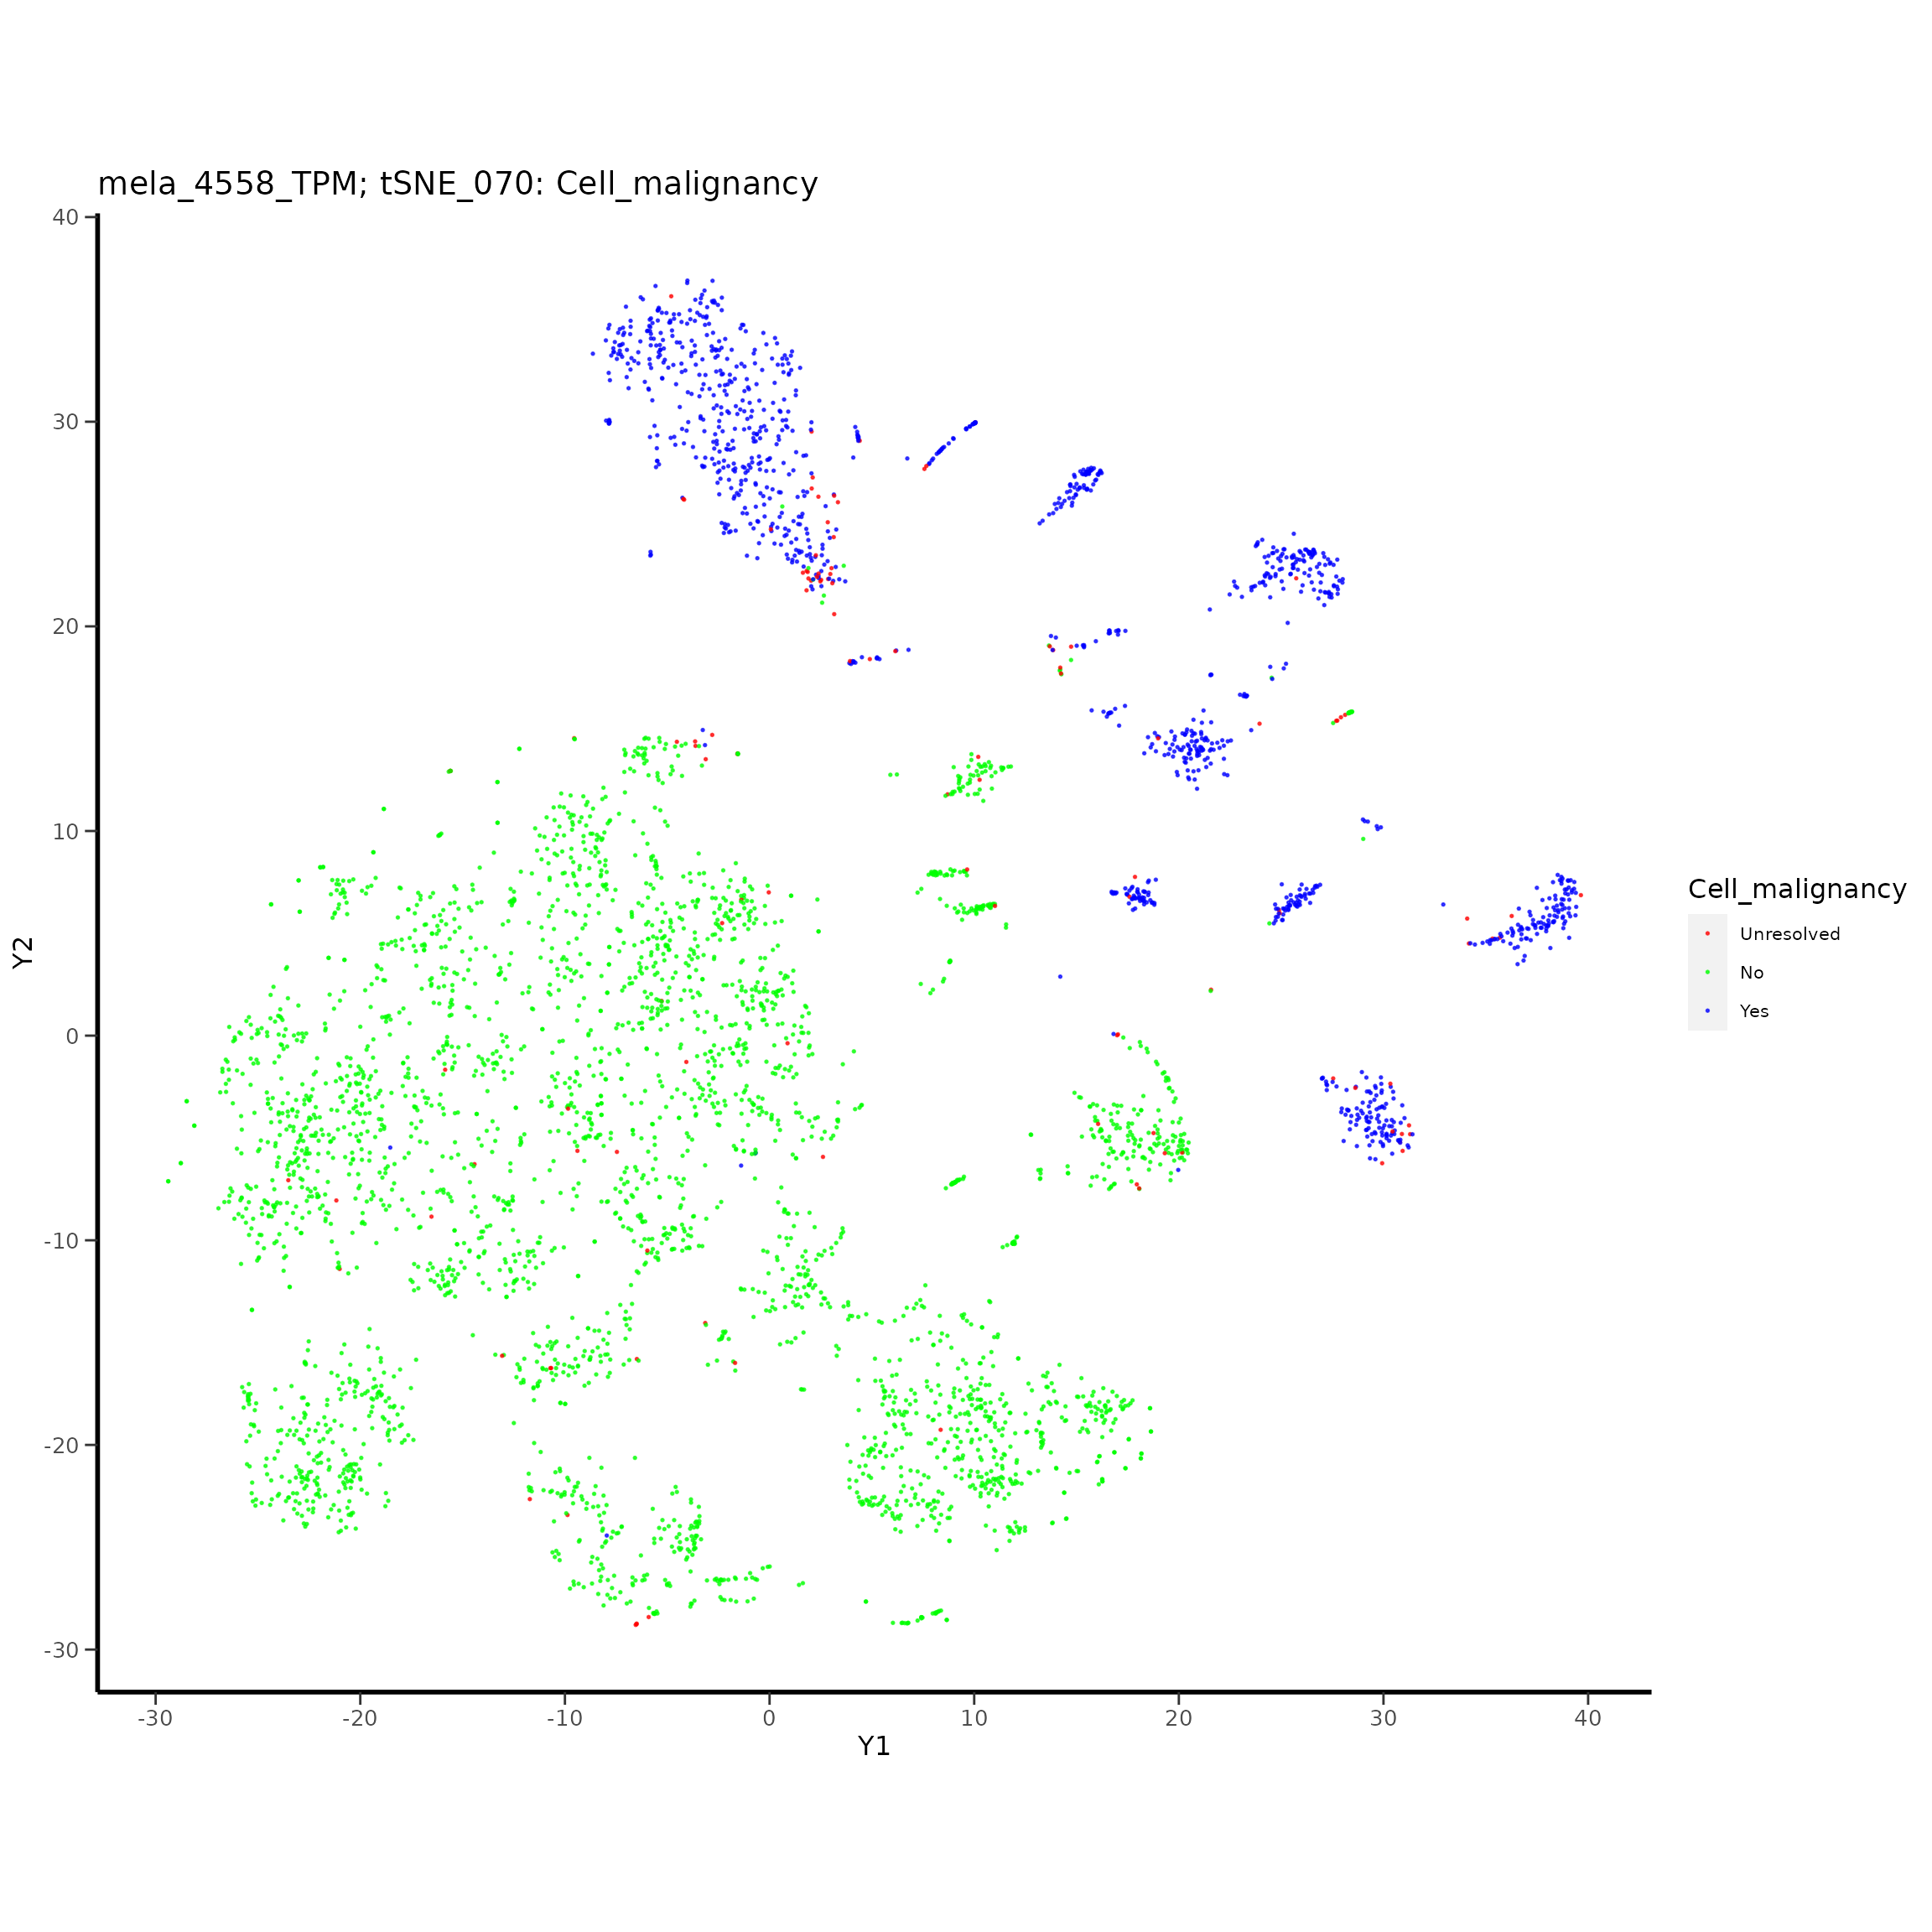 mela_4558_TPM; tSNE_070: Cell_malignancy
40
30
20
10
0
-10
-20
-30
Y2
-30 -20 -10 0 10 20 30 40
Y1
Cell_malignancy
Unresolved
No
Yes